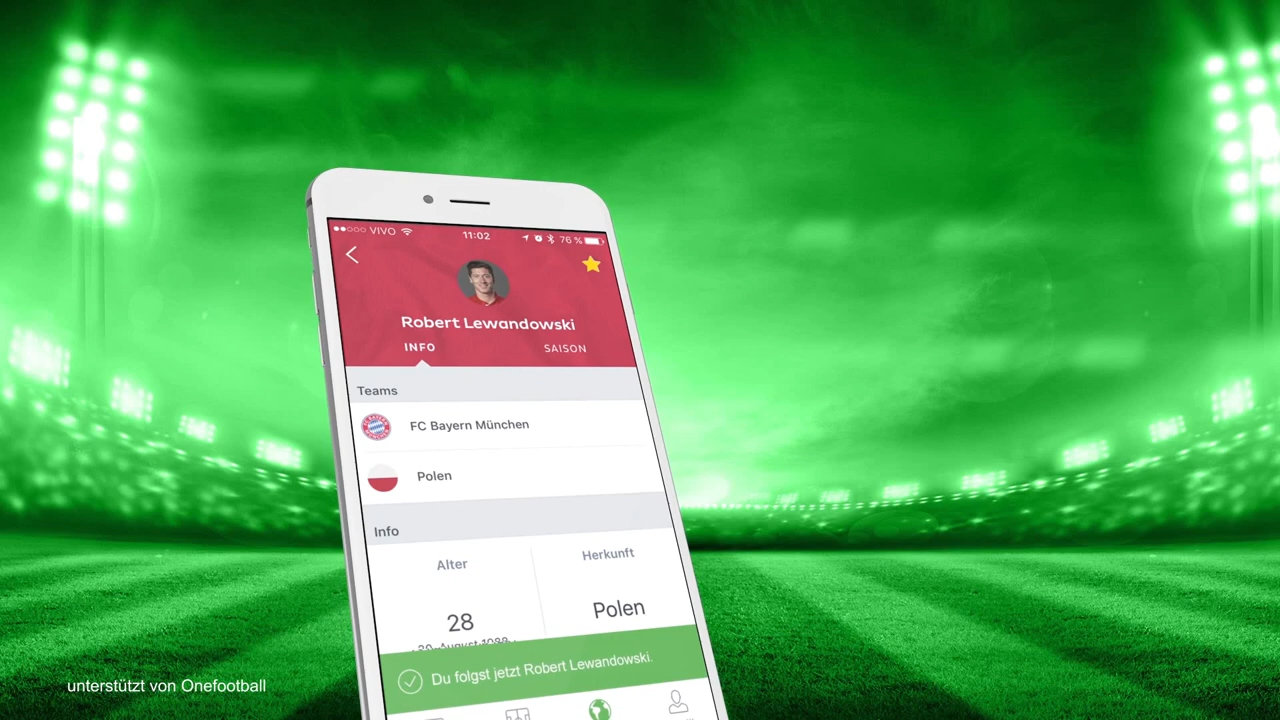 VIVO
11:02
76 %
Robert Lewandowski
INFO
SAISON
Teams
FC Bayern München
Polen
Info
Alter
Herkunft
28
Polen
Du folgst jetzt Robert Lewandowski.
unterstützt von Onefootball